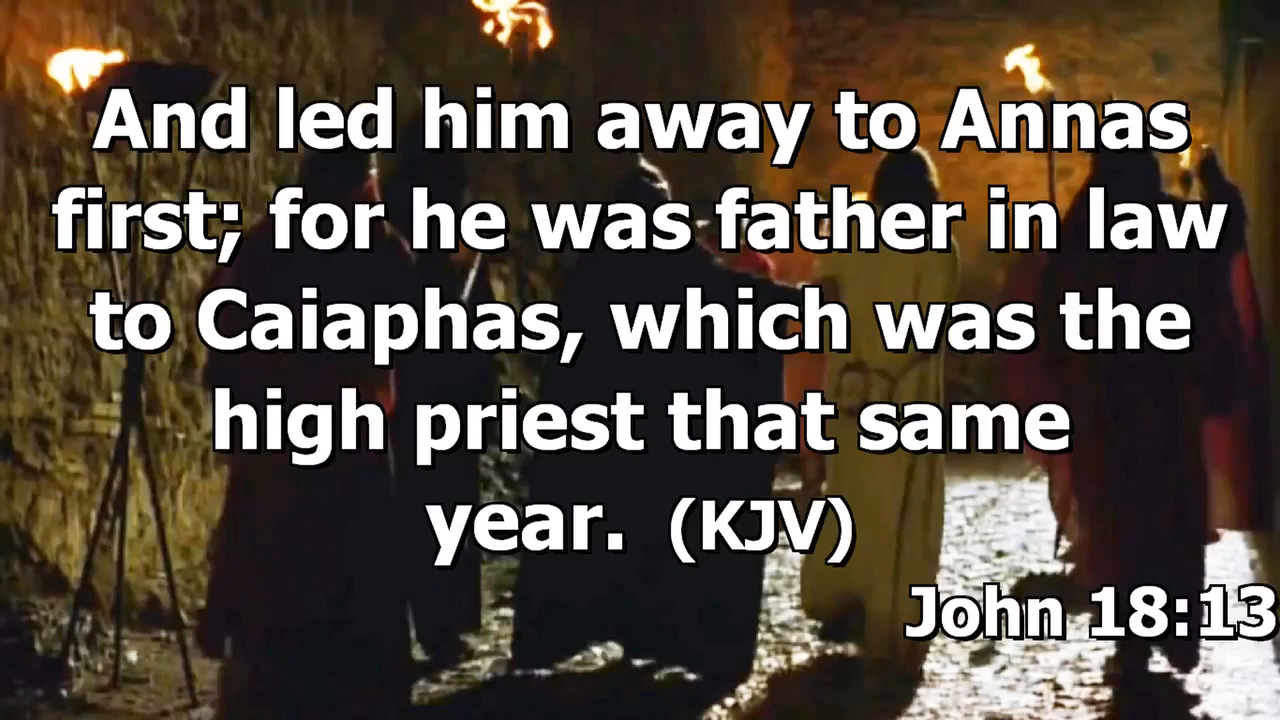 And led him away to Annas
first; for he was father in law
to Caiaphas, which was the
high priest that same
year. (KJV)
John 18:13